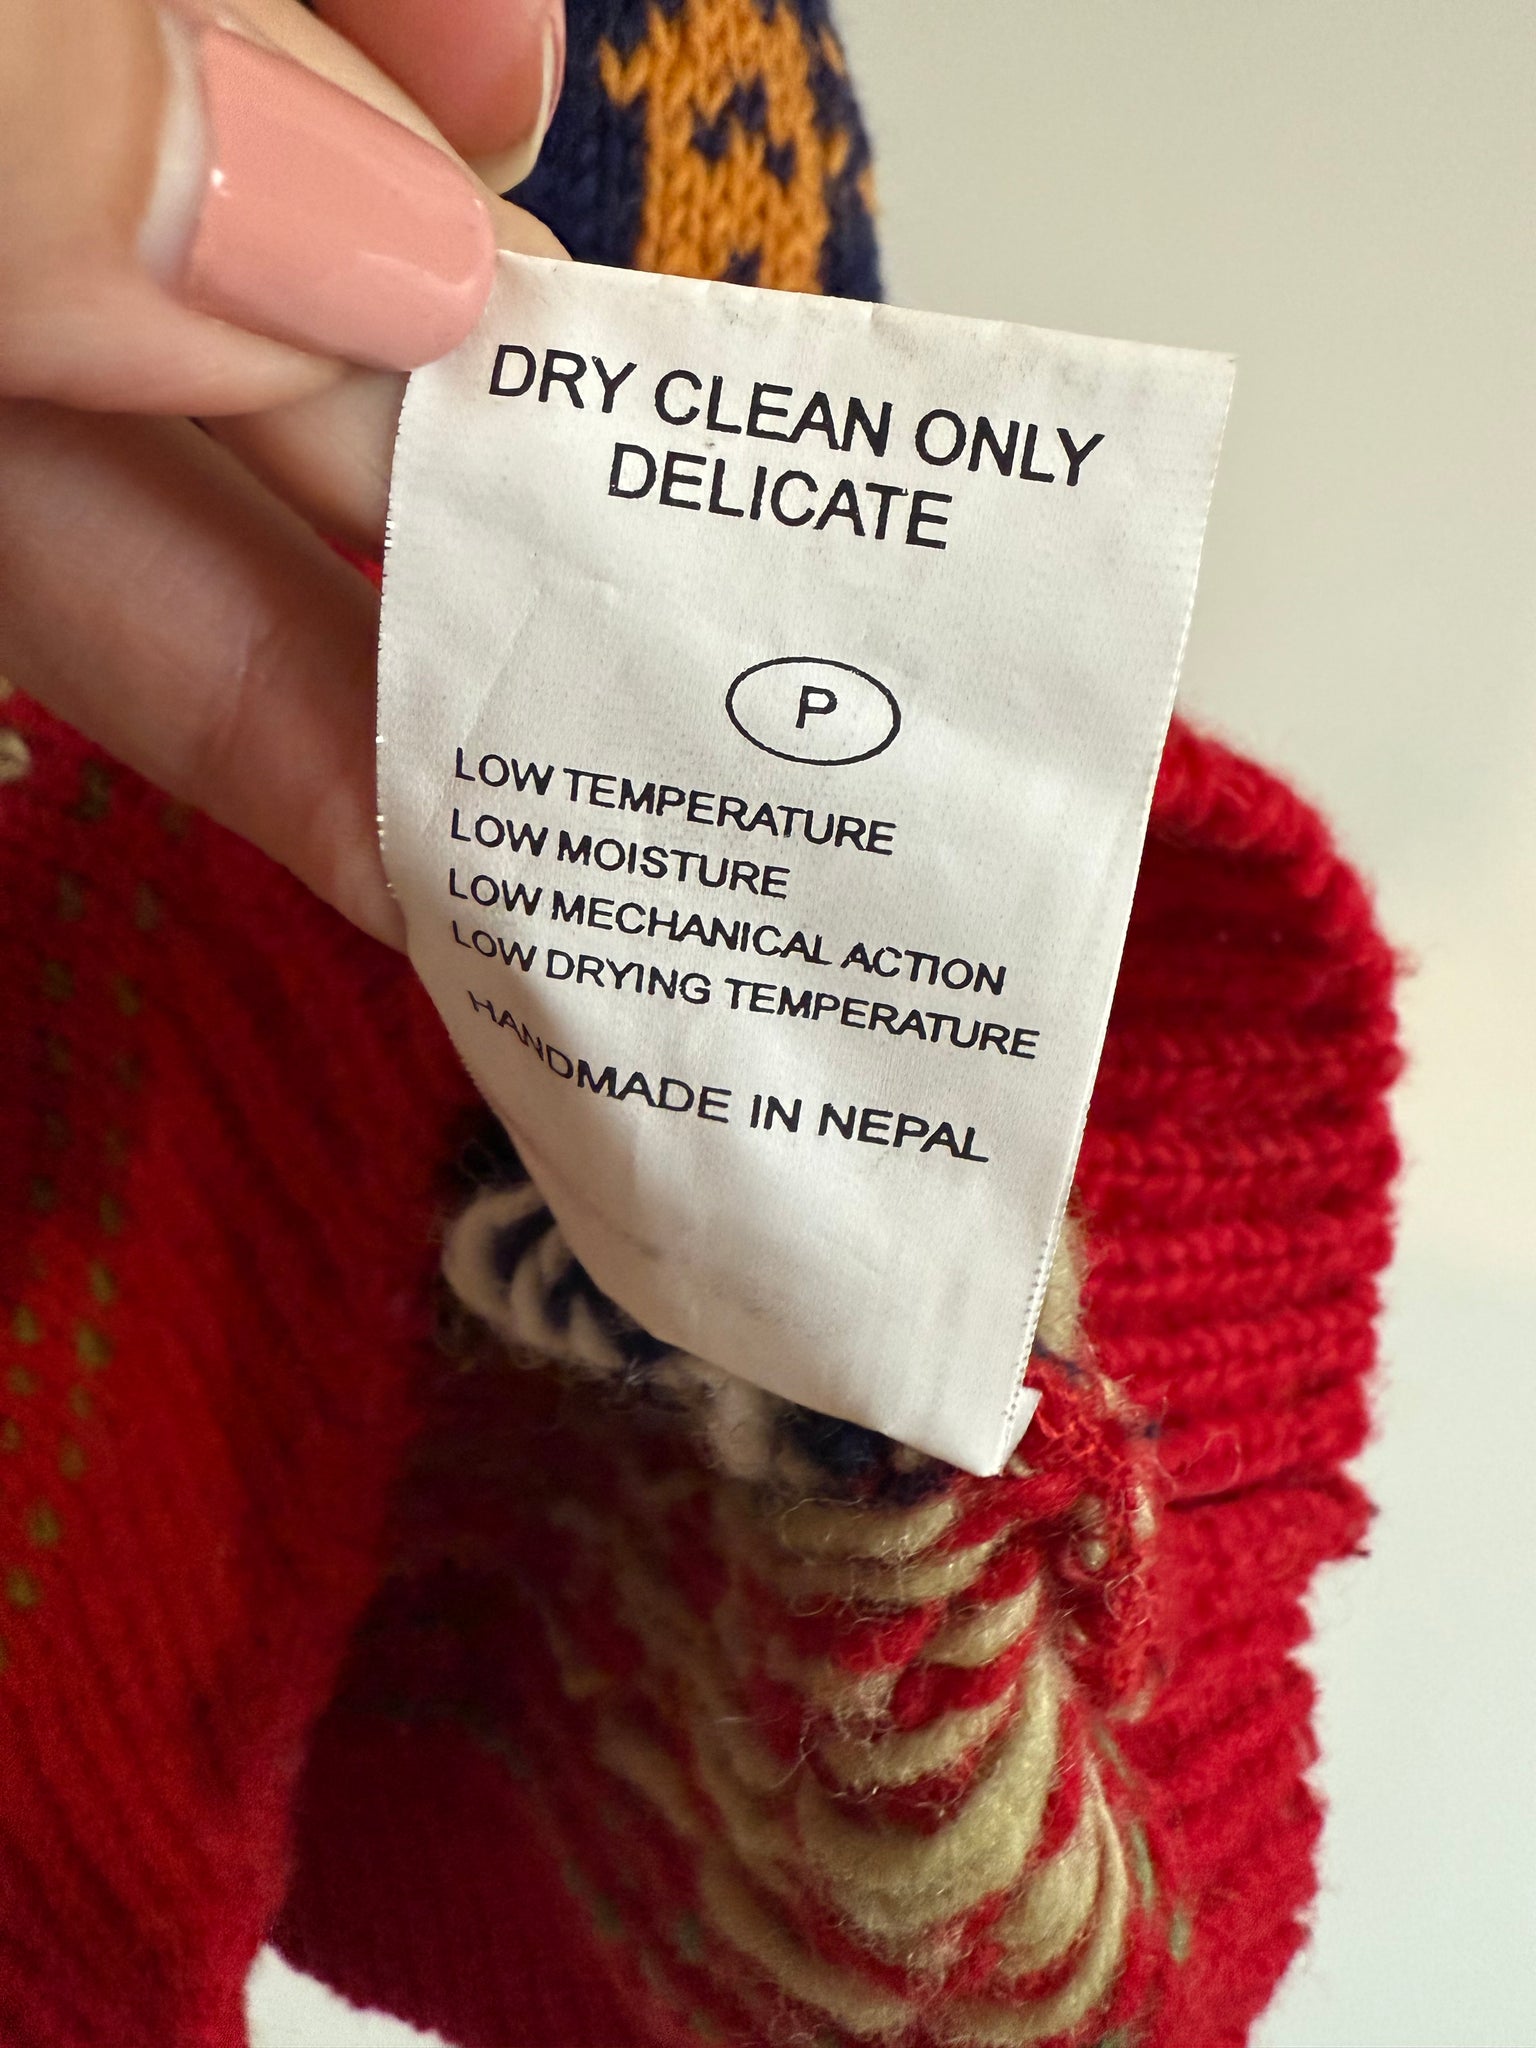 DRY CLEAN ONLY
DELICATE
P
LOW TEMPERATURE
LOW MOISTURE
LOW MECHANICAL ACTION
LOW DRYING TEMPERATURE
HANDMADE IN NEPAL